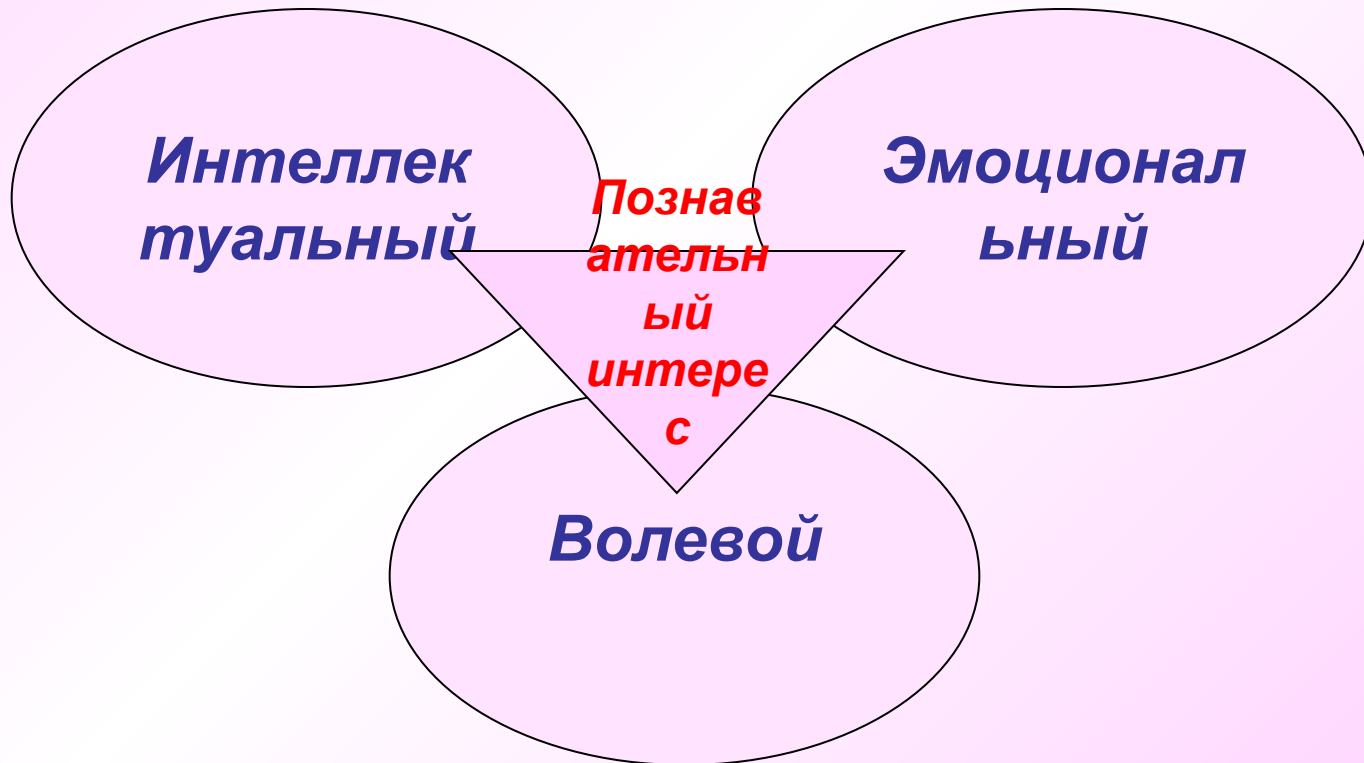 Интеллек
туальный
Познав
ательн
ый
интере
с
Эмоционал
ьный
Волевой